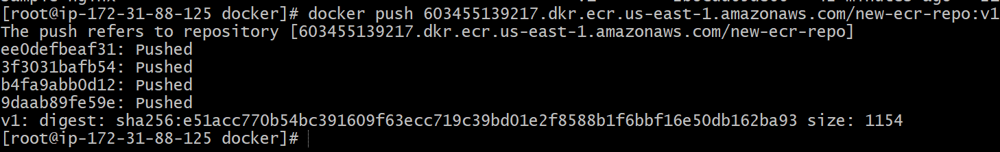 [root@ip-172-31-88-125 docker]# docker push 603455139217.dkr.ecr.us-east-1.amazonaws.com/new-ecr-repo:v1
The push refers to repository [603455139217.dkr.ecr.us-east-1.amazonaws.com/new-ecr-repo]
ee0defbeaf31: Pushed
3f3031bafb54: Pushed
b4fa9abb0d12: Pushed
9daab89fe59e: Pushed
v1: digest: sha256:e51acc770b54bc391609f63ecc719c39bd01e2f8588b1f6bbf16e50db162ba93 size: 1154
[root@ip-172-31-88-125 docker]#